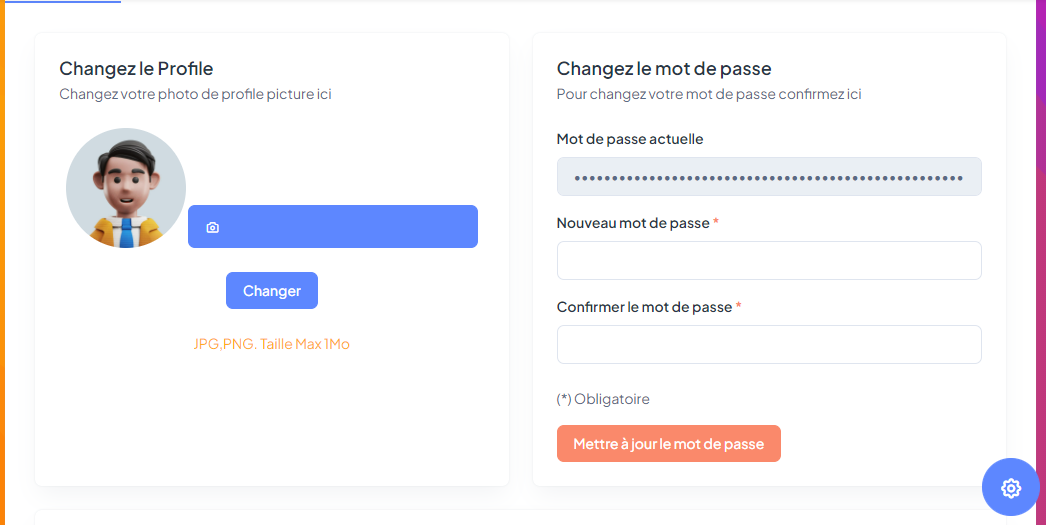 Changez le Profile
Changez votre photo de profile picture ici
Changer
JPG,PNG. Taille Max 1Mo
Changez le mot de passe
Pour changez votre mot de passe confirmez ici
Mot de passe actuelle
Nouveau mot de passe *
Confirmer le mot de passe *
(*) Obligatoire
Mettre à jour le mot de passe